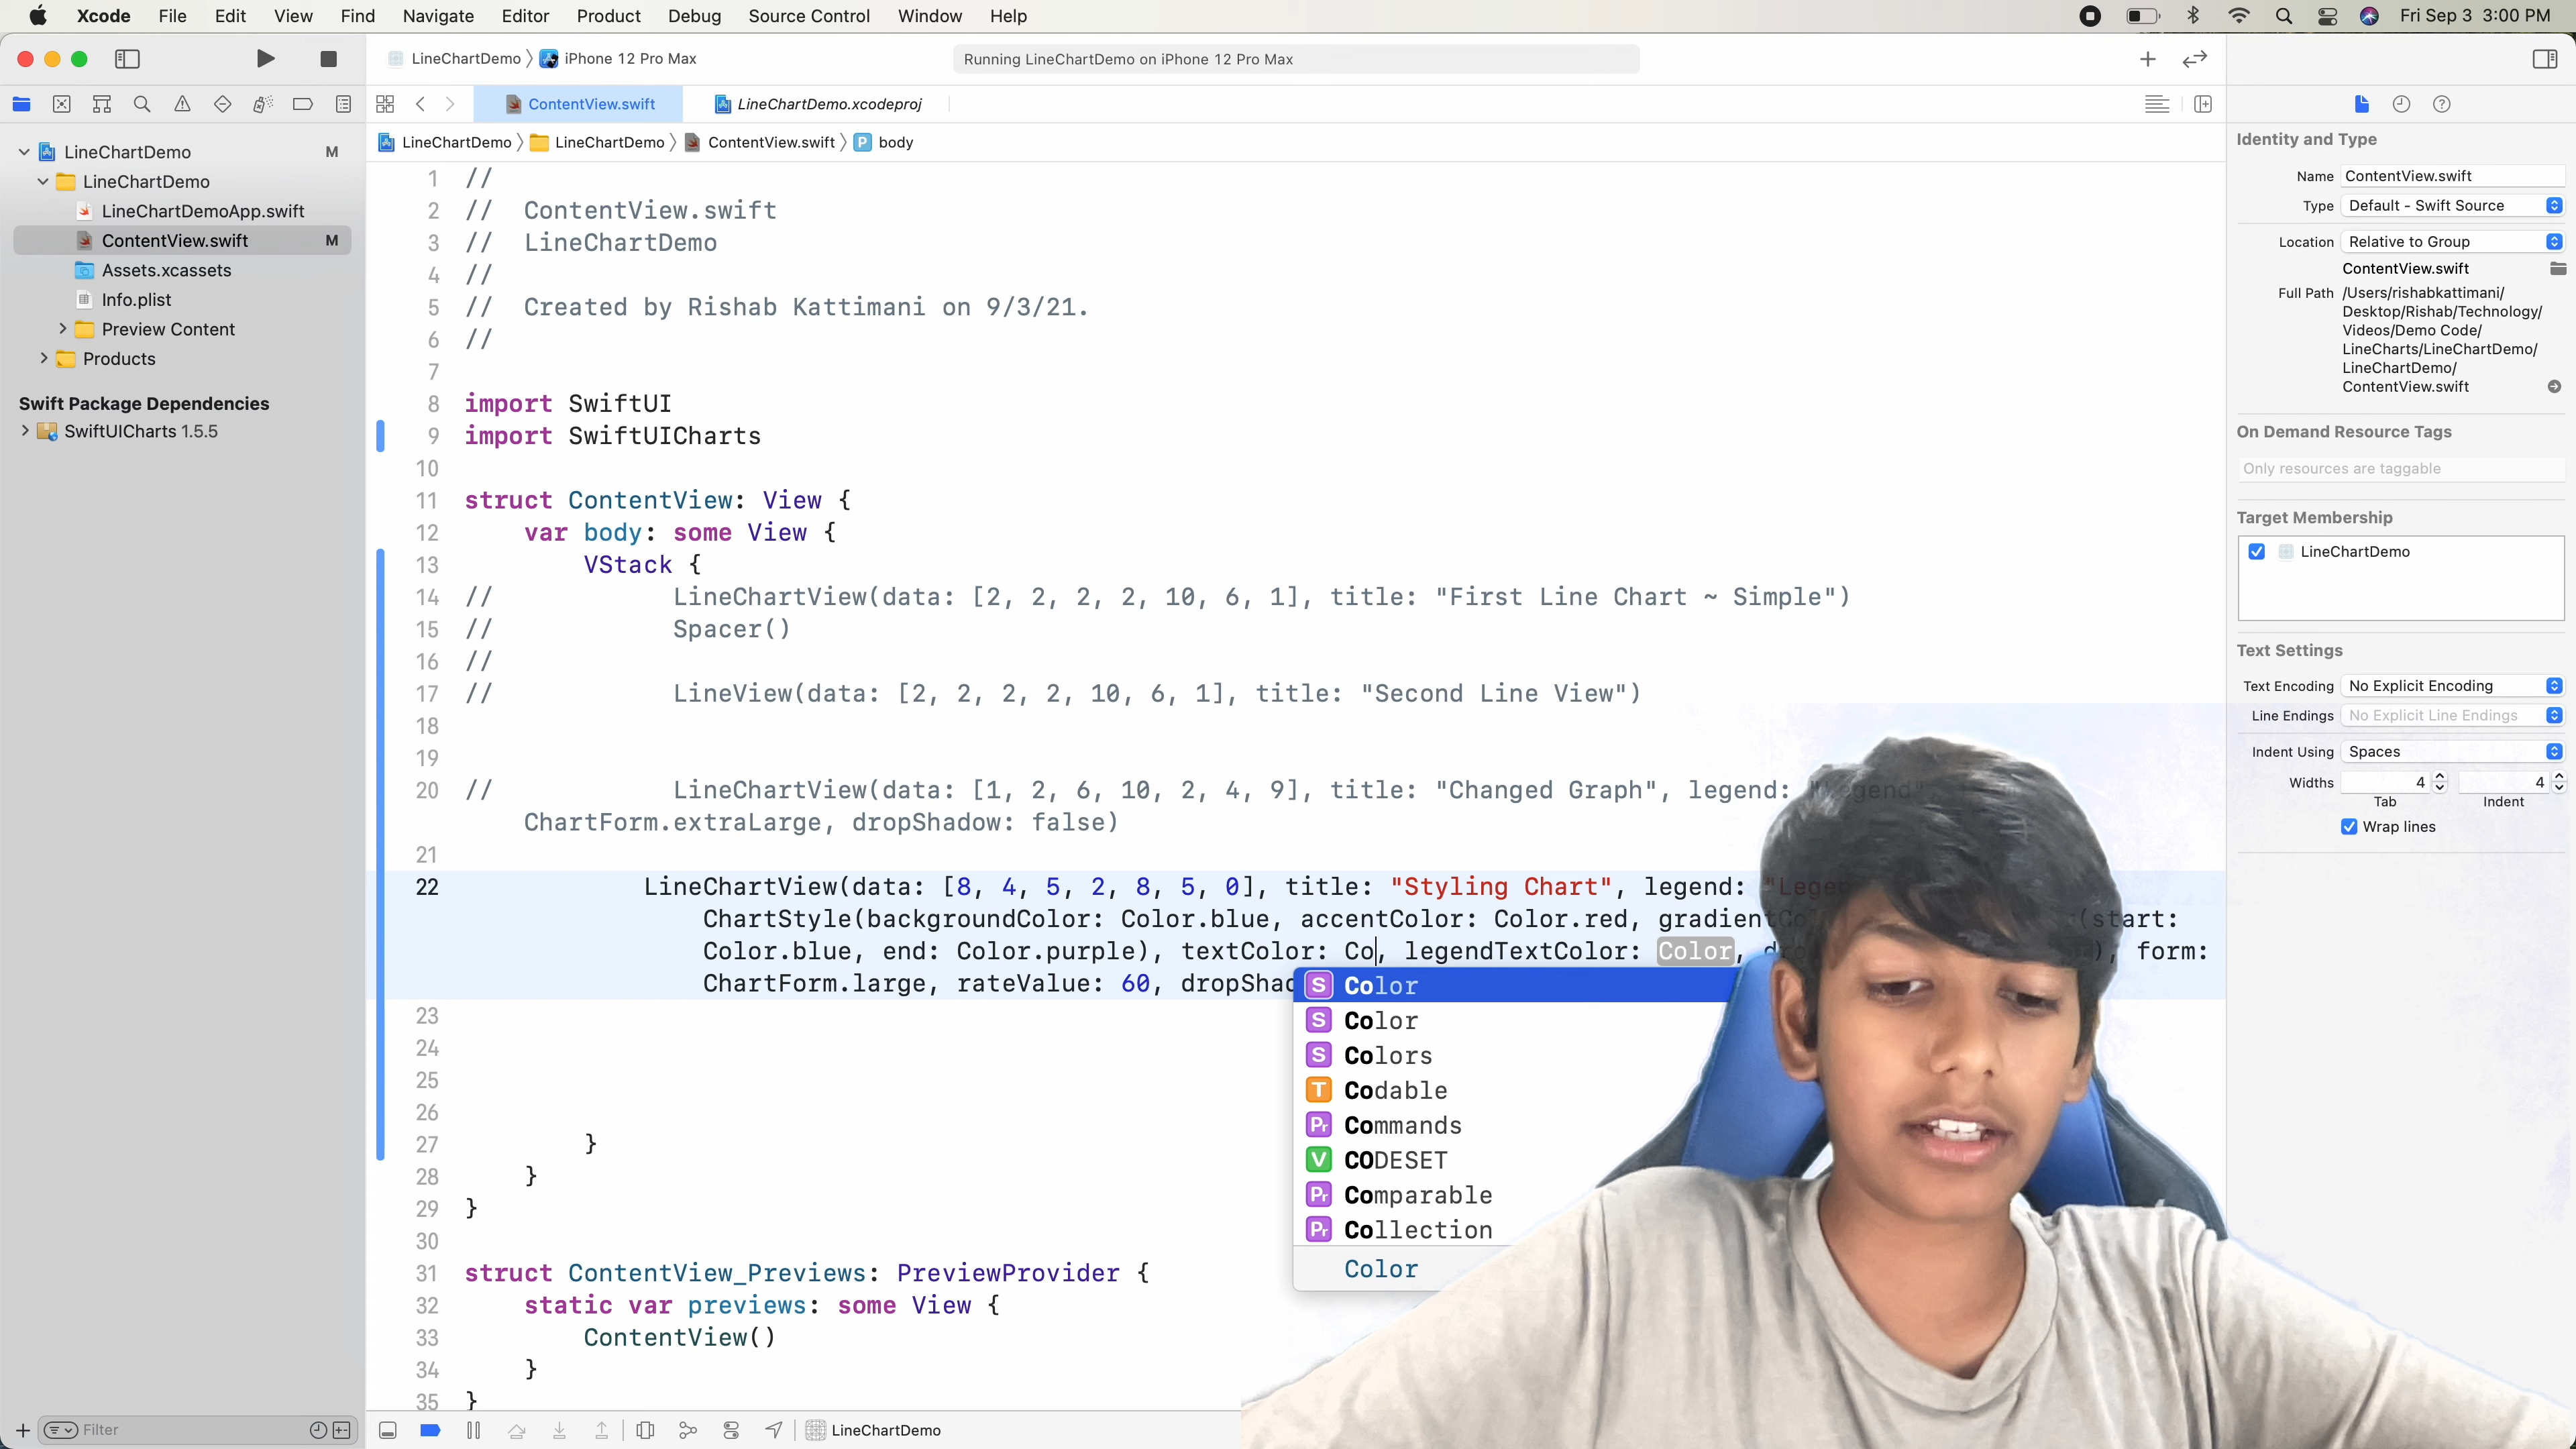 Xcode File Edit View Find Navigate Editor Product Debug Source Control Window Help Fri Sep 3 3:00 PM
LineChartDemo iPhone 12 Pro Max Running LineChartDemo on iPhone 12 Pro Max
ContentView.swift LineChartDemo.xcodeproj
LineChartDemo LineChartDemo ContentView.swift P body
LineChartDemo M
LineChartDemo
LineChartDemoApp.swift
ContentView.swift M
Assets.xcassets
Info.plist
Preview Content
Products
Swift Package Dependencies
SwiftUICharts 1.5.5
Filter
1 //
2 // ContentView.swift
3 // LineChartDemo
4 //
5 // Created by Rishab Kattimani on 9/3/21.
6 //
7
8 import SwiftUI
9 import SwiftUICharts
10
11 struct ContentView: View {
12 var body: some View {
13 VStack {
14 // LineChartView(data: [2, 2, 2, 2, 10, 6, 1], title: "First Line Chart ~ Simple")
15 // Spacer()
16 //
17 // LineView(data: [2, 2, 2, 2, 10, 6, 1], title: "Second Line View")
18
19
20 // LineChartView(data: [1, 2, 6, 10, 2, 4, 9], title: "Changed Graph", legend: "Legend"
ChartForm.extraLarge, dropShadow: false)
21
22 LineChartView(data: [8, 4, 5, 2, 8, 5, 0], title: "Styling Chart", legend:
ChartStyle(backgroundColor: Color.blue, accentColor: Color.red, (start:
Color.blue, end: Color.purple), textColor: Co, legendTextColor: Color, form:
ChartForm.large, rateValue: 60,
23
24
25
26
27 }
28 }
29 }
30
31 struct ContentView_Previews: PreviewProvider {
32 static var previews: some View {
33 ContentView()
34 }
35 }
S Color
S Color
S Colors
T Codable
Pr Commands
V CODESET
Pr Comparable
Pr Collection
Color
LineChartDemo
Identity and Type
Name ContentView.swift
Type Default - Swift Source
Location Relative to Group
ContentView.swift
Full Path /Users/rishabkattimani/
Desktop/Rishab/Technology/
Videos/Demo Code/
LineCharts/LineChartDemo/
LineChartDemo/
ContentView.swift
On Demand Resource Tags
Only resources are taggable
Target Membership
LineChartDemo
Text Settings
Text Encoding No Explicit Encoding
Line Endings No Explicit Line Endings
Indent Using Spaces
Widths 4 4
Tab Indent
Wrap lines